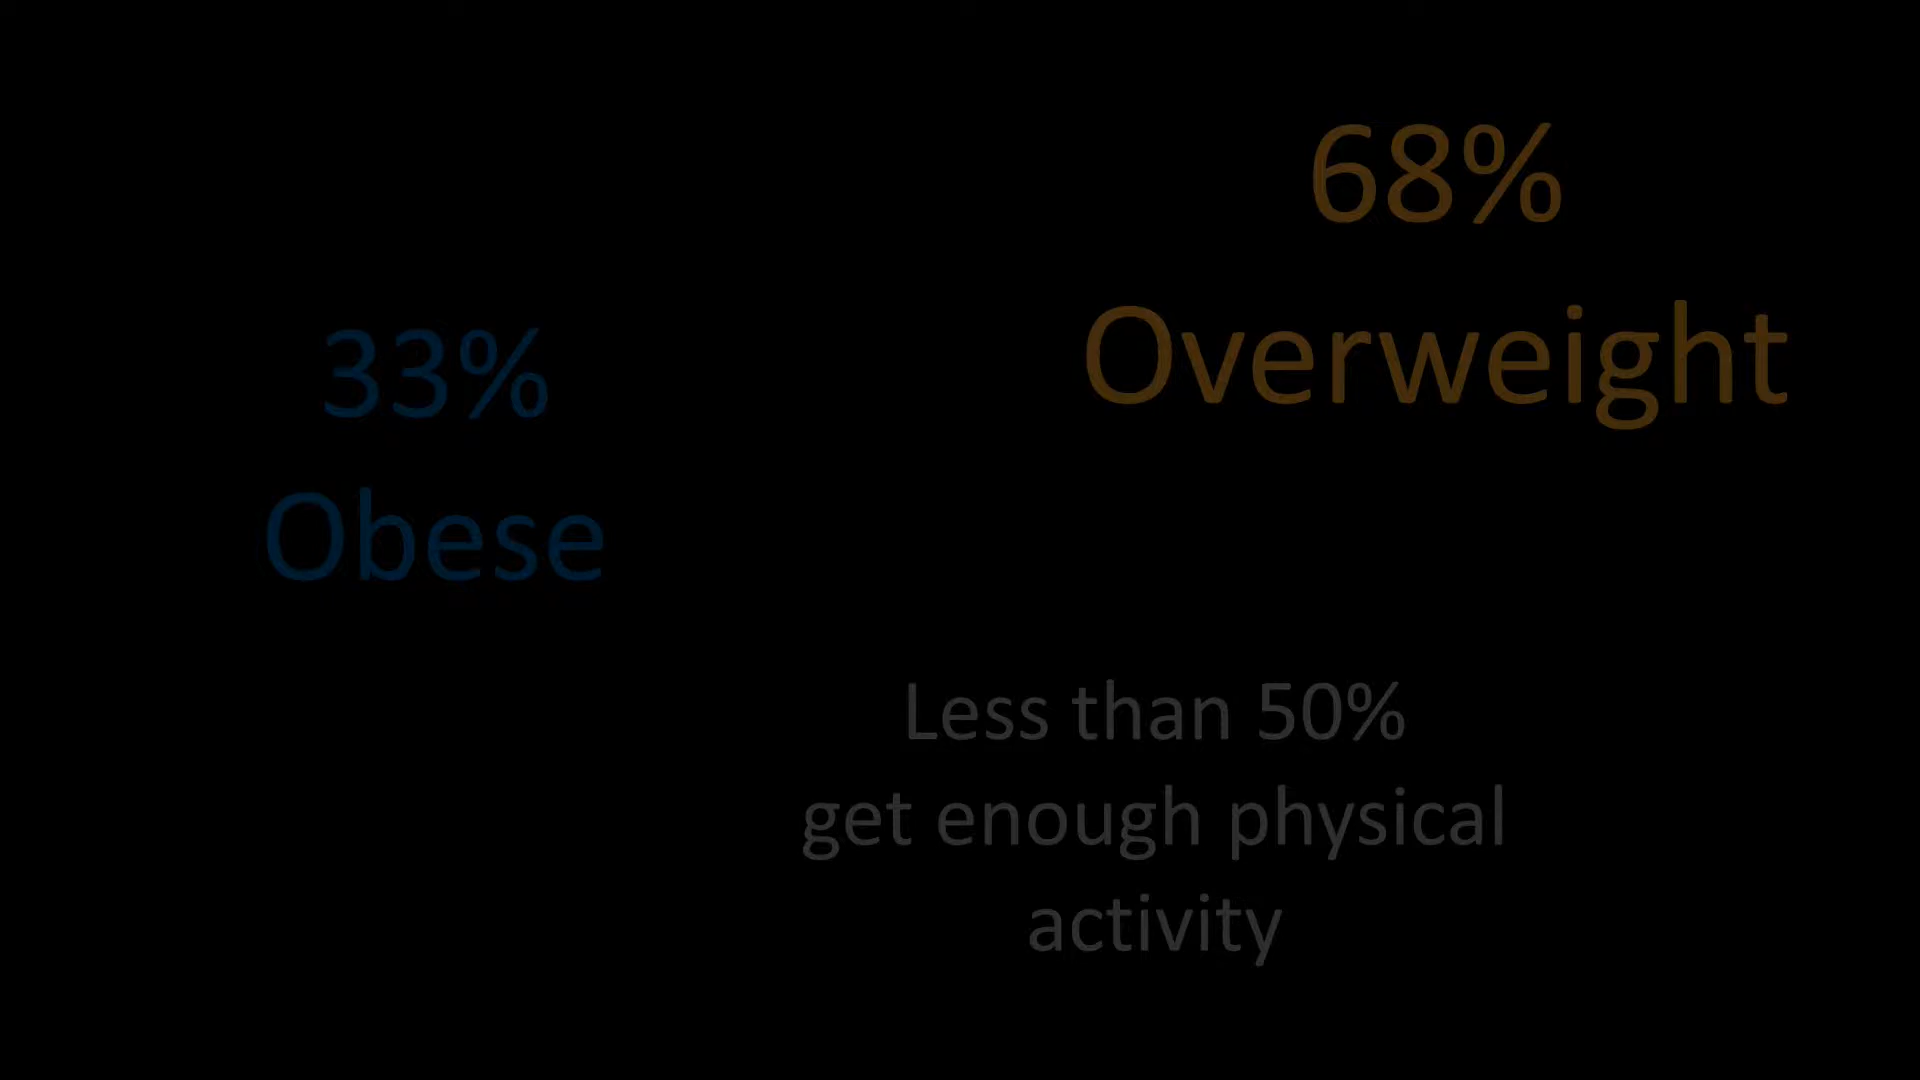 68%
Overweight
33%
Obese
Less than 50%
get enough physical
activity